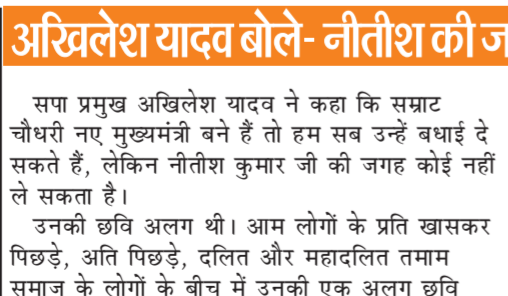 अखिलेश यादव बोले- नीतीश की ज
सपा प्रमुख अखिलेश यादव ने कहा कि सम्राट
चौधरी नए मुख्यमंत्री बने हैं तो हम सब उन्हें बधाई दे
सकते हैं, लेकिन नीतीश कुमार जी की जगह कोई नहीं
ले सकता है।
उनकी छवि अलग थी। आम लोगों के प्रति खासकर
पिछड़े, अति पिछड़े, दलित और महादलित तमाम
समाज के लोगों के बीच में उनकी एक अलग छवि